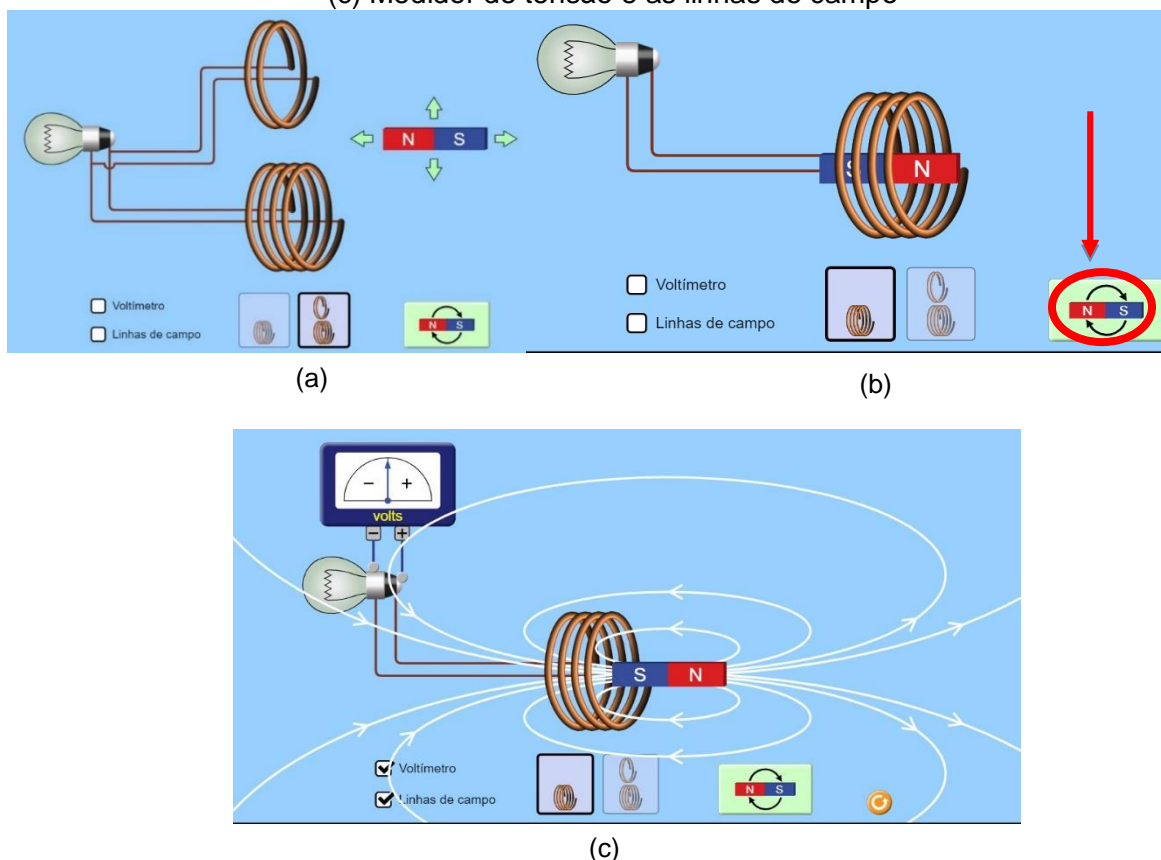 (c) Medidor de tensão e as linhas de campo
N S
Voltímetro
Linhas de campo
N S
(a)
S N
Voltímetro
Linhas de campo
N S
(b)
− +
volts
− +
S N
Voltímetro
Linhas de campo
N S
(c)